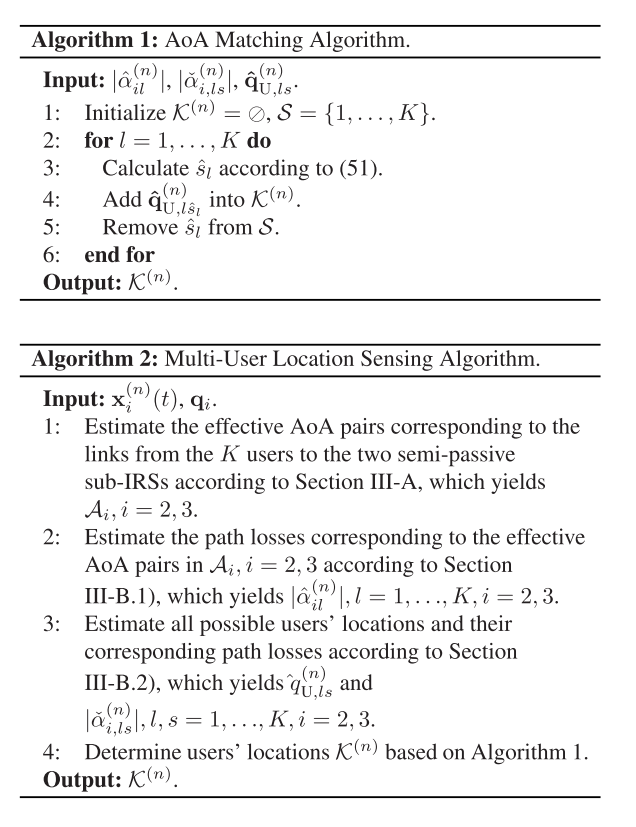 Algorithm 1: AoA Matching Algorithm.
Input: $|\hat{\alpha}_{il}^{(n)}|$, $|\check{\alpha}_{i,ls}^{(n)}|$, $\hat{\mathbf{q}}_{\mathrm{U},ls}^{(n)}$.
1: Initialize $\mathcal{K}^{(n)} = \varnothing$, $\mathcal{S} = \{1, \ldots, K\}$.
2: for $l = 1, \ldots, K$ do
3: Calculate $\hat{s}_l$ according to (51).
4: Add $\hat{\mathbf{q}}_{\mathrm{U},l\hat{s}_l}^{(n)}$ into $\mathcal{K}^{(n)}$.
5: Remove $\hat{s}_l$ from $\mathcal{S}$.
6: end for
Output: $\mathcal{K}^{(n)}$.
Algorithm 2: Multi-User Location Sensing Algorithm.
Input: $\mathbf{x}_i^{(n)}(t)$, $\mathbf{q}_i$.
1: Estimate the effective AoA pairs corresponding to the
links from the $K$ users to the two semi-passive
sub-IRSs according to Section III-A, which yields
$\mathcal{A}_i, i = 2, 3$.
2: Estimate the path losses corresponding to the effective
AoA pairs in $\mathcal{A}_i, i = 2, 3$ according to Section
III-B.1), which yields $|\hat{\alpha}_{il}^{(n)}|, l = 1, \ldots, K, i = 2, 3$.
3: Estimate all possible users' locations and their
corresponding path losses according to Section
III-B.2), which yields $\hat{q}_{\mathrm{U},ls}^{(n)}$ and
$|\check{\alpha}_{i,ls}^{(n)}|, l, s = 1, \ldots, K, i = 2, 3$.
4: Determine users' locations $\mathcal{K}^{(n)}$ based on Algorithm 1.
Output: $\mathcal{K}^{(n)}$.